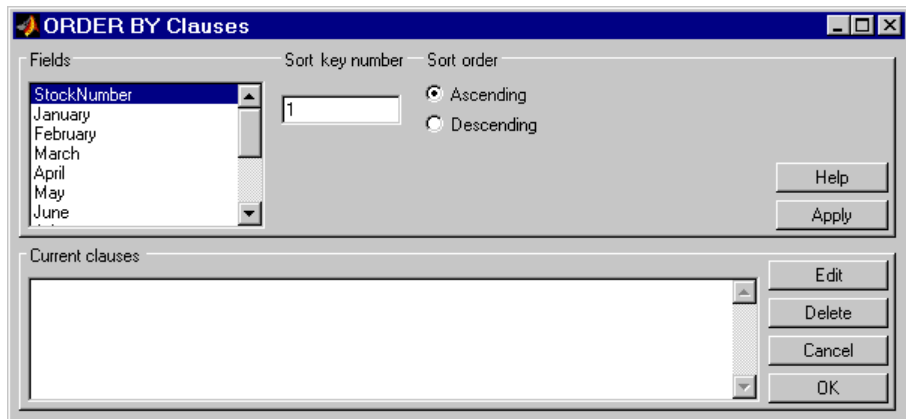 ORDER BY Clauses
Fields
Sort key number
Sort order
StockNumber
January
February
March
April
May
June
1
Ascending
Descending
Help
Apply
Current clauses
Edit
Delete
Cancel
OK